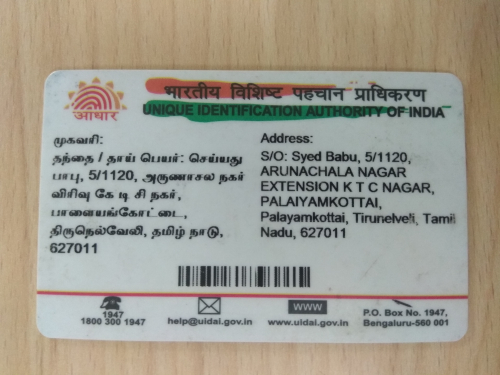 भारतीय विशिष्ट पहचान प्राधिकरण
UNIQUE IDENTIFICATION AUTHORITY OF INDIA
आधार
முகவரி:
தந்தை / தாய் பெயர்: செய்யது
பாபு, 5/1120, அருணாசல நகர்
விரிவு கே டி சி நகர்,
பாளையங்கோட்டை,
திருநெல்வேலி, தமிழ் நாடு,
627011
Address:
S/O: Syed Babu, 5/1120,
ARUNACHALA NAGAR
EXTENSION K T C NAGAR,
PALAIYAMKOTTAI,
Palayamkottai, Tirunelveli, Tamil
Nadu, 627011
1947
1800 300 1947
help@uidai.gov.in
WWW
www.uidai.gov.in
P.O. Box No. 1947,
Bengaluru-560 001